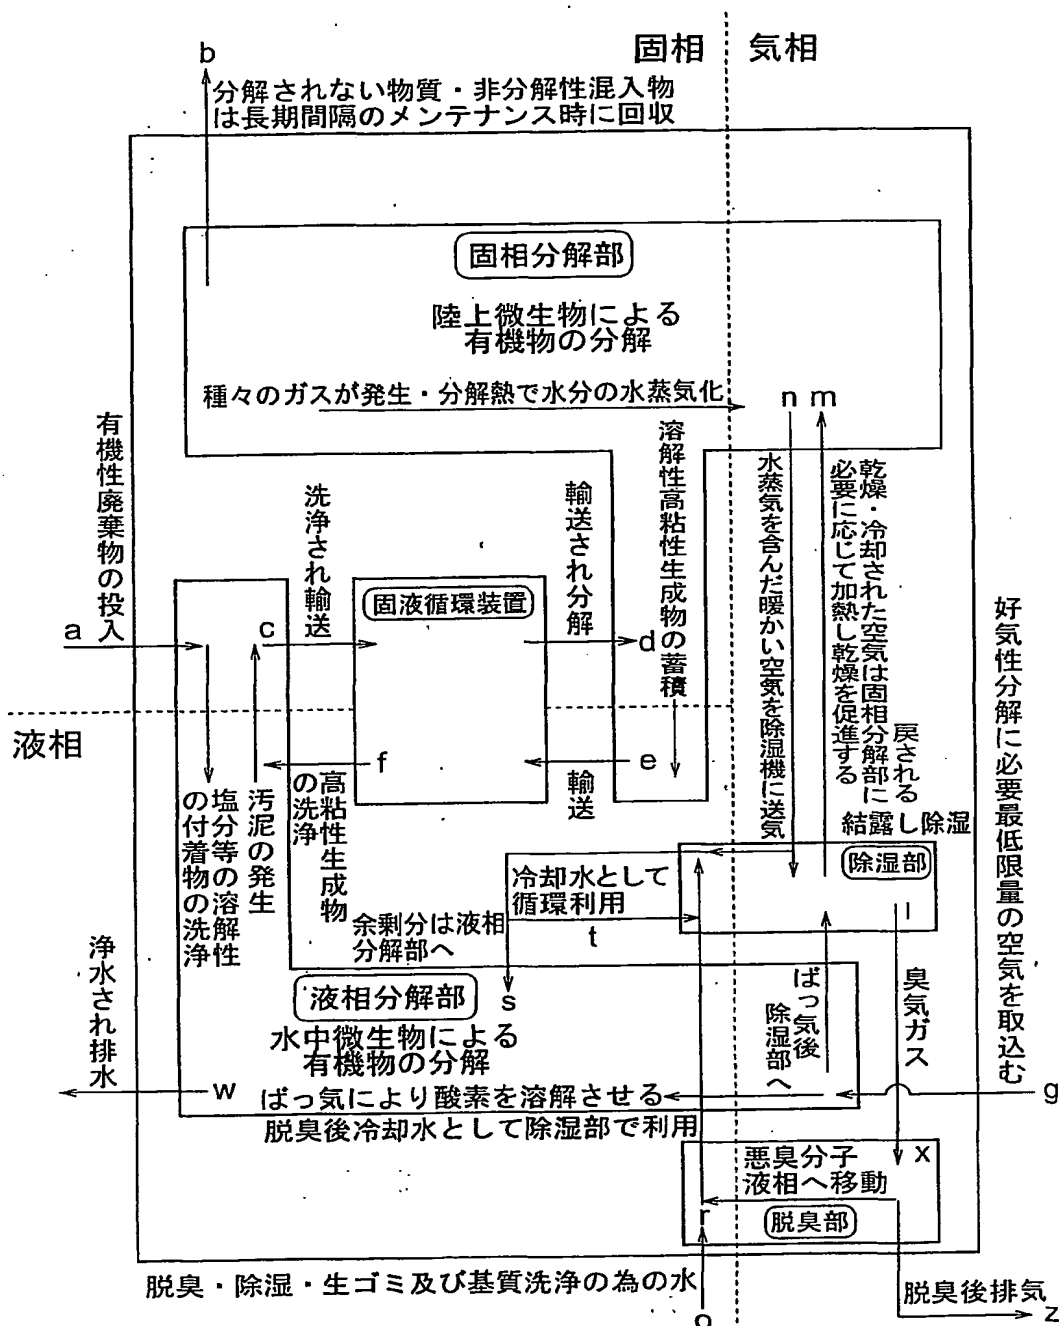 固相 気相
b
分解されない物質・非分解性混入物
は長期間隔のメンテナンス時に回収
固相分解部
陸上微生物による
有機物の分解
種々のガスが発生・分解熱で水分の水蒸気化
n m
有機性廃棄物の投入
a
洗浄され輸送
c
固液循環装置
輸送され分解
d
溶解性高粘性生成物の蓄積
水蒸気を含んだ暖かい空気を除湿機に送気
乾燥・冷却された空気は固相分解部に
戻される
必要に応じて加熱し乾燥を促進する
好気性分解に必要最低限量の空気を取込む
液相
f
e
輸送
高粘性生成物
の洗浄
汚泥の発生
塩分等の溶解性
の付着物の洗浄
結露し除湿
除湿部
l
冷却水として
循環利用
t
余剰分は液相
分解部へ
s
液相分解部
水中微生物による
有機物の分解
ばっ気により酸素を溶解させる
ばっ気後
除湿部へ
臭気ガス
浄水され排水
w
g
脱臭後冷却水として除湿部で利用
悪臭分子
液相へ移動
x
脱臭部
r
脱臭・除湿・生ゴミ及び基質洗浄の為の水
q
脱臭後排気
z